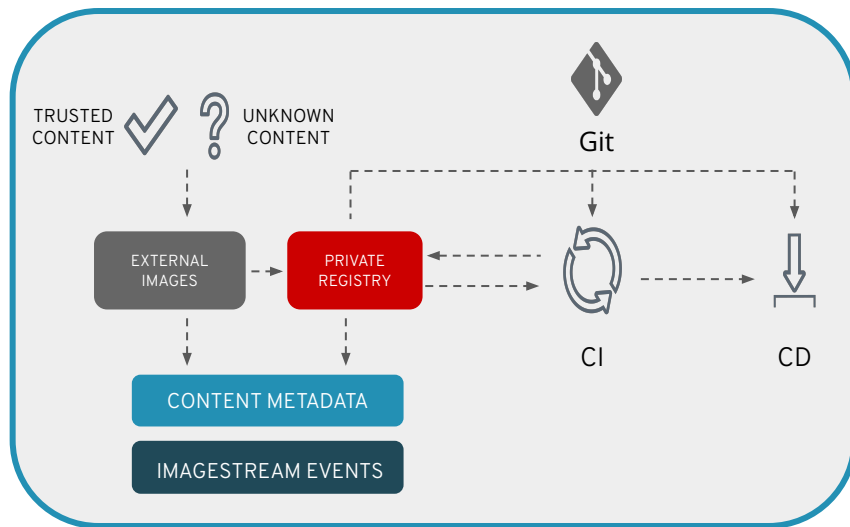 TRUSTED
CONTENT
UNKNOWN
CONTENT
Git
EXTERNAL
IMAGES
PRIVATE
REGISTRY
CI
CD
CONTENT METADATA
IMAGESTREAM EVENTS